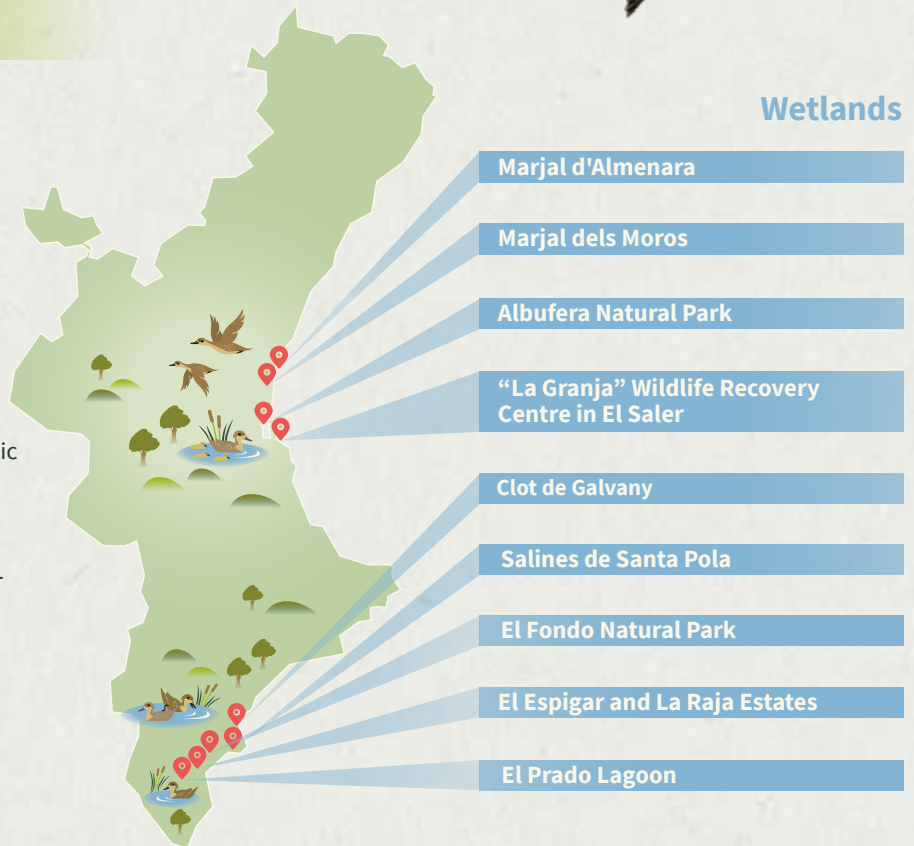 Wetlands
Marjal d'Almenara
Marjal dels Moros
Albufera Natural Park
“La Granja” Wildlife Recovery
Centre in El Saler
ic
Clot de Galvany
Salines de Santa Pola
El Fondo Natural Park
El Espigar and La Raja Estates
El Prado Lagoon